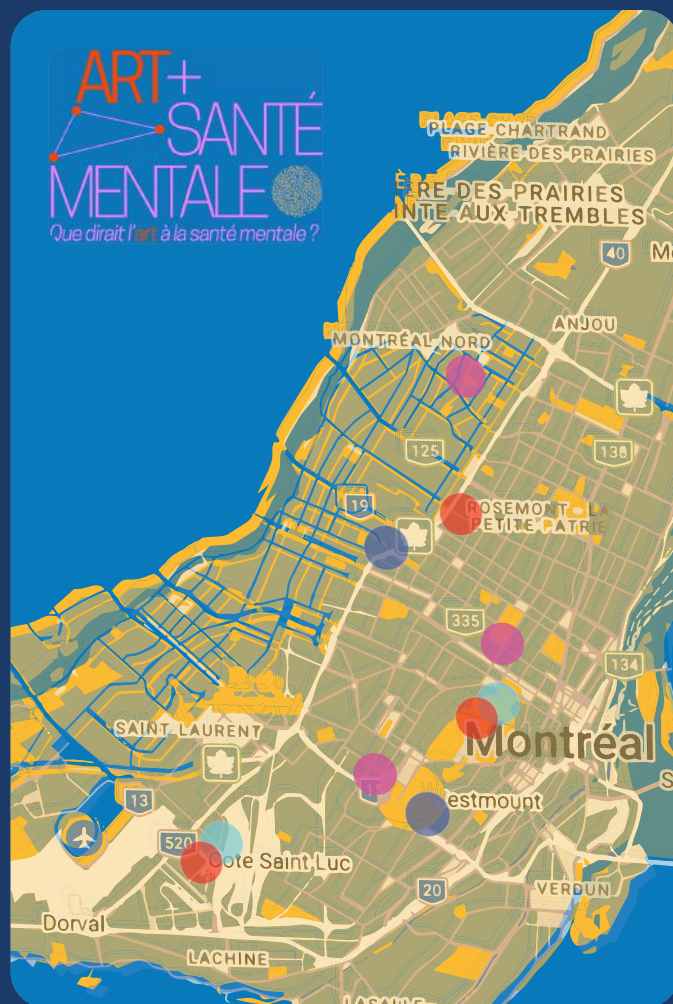 ART+
SANTÉ
MENTALE
Que dirait l'art à la santé mentale ?
PLAGE CHARTRAND
RIVIÈRE DES PRAIRIES
RE DES PRAIRIES
INTE AUX TREMBLES
40
ANJOU
MONTRÉAL NORD
125
138
19
ROSEMONT LA
PETITE PATRIE
335
134
Montréal
SAINT LAURENT
13
estmount
520
Cote Saint Luc
20
VERDUN
Dorval
LACHINE
LASALLE